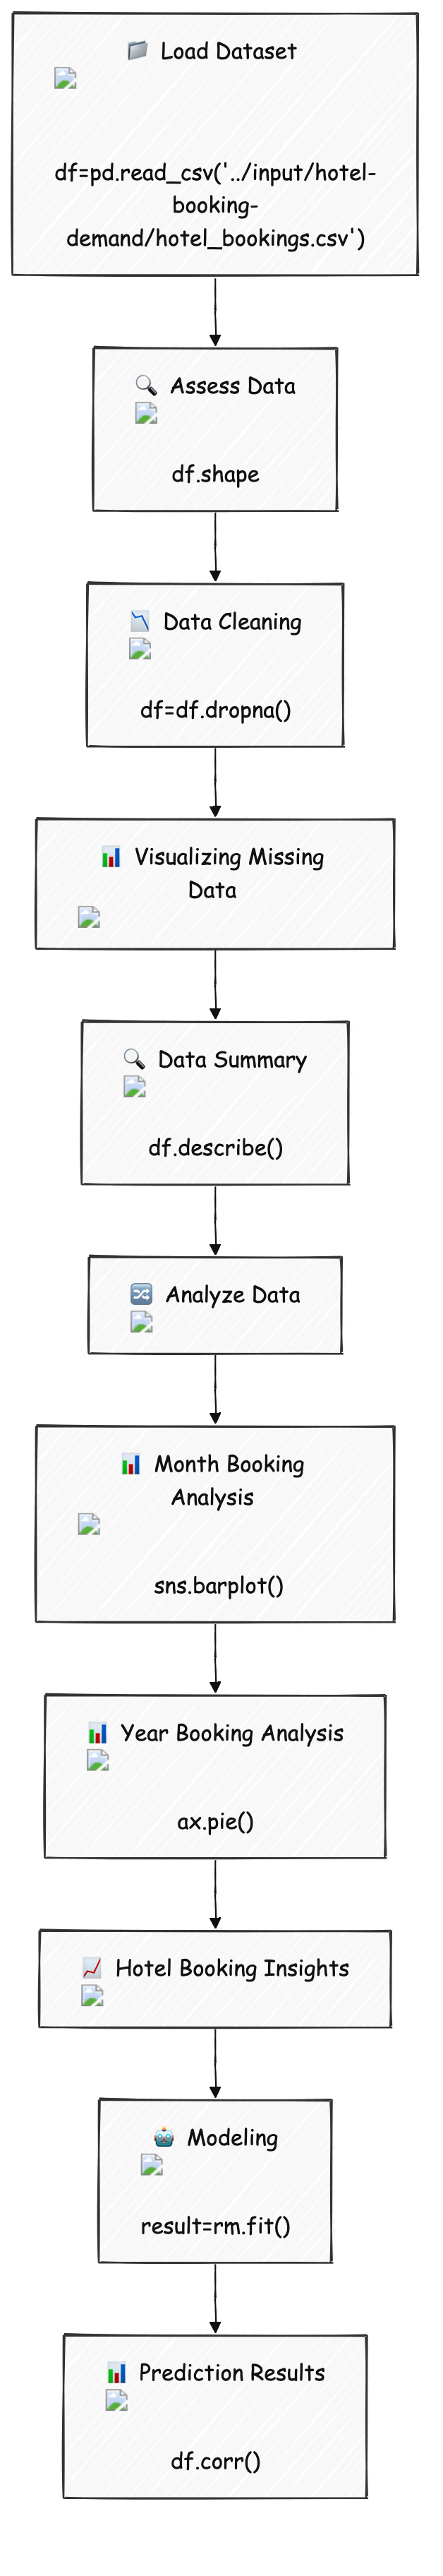 Load Dataset
df=pd.read_csv('../input/hotel-
booking-
demand/hotel_bookings.csv')
Assess Data
df.shape
Data Cleaning
df=df.dropna()
Visualizing Missing
Data
Data Summary
df.describe()
Analyze Data
Month Booking
Analysis
sns.barplot()
Year Booking Analysis
ax.pie()
Hotel Booking Insights
Modeling
result=rm.fit()
Prediction Results
df.corr()